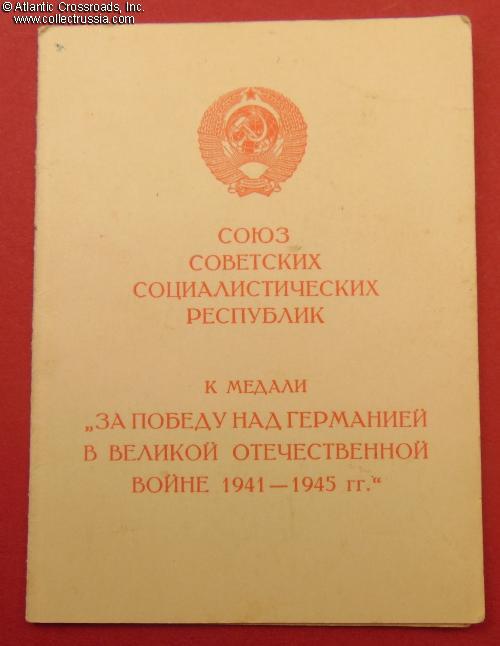 © Atlantic Crossroads, Inc.
www.collectrussia.com
СОЮЗ
СОВЕТСКИХ
СОЦИАЛИСТИЧЕСКИХ
РЕСПУБЛИК
К МЕДАЛИ
„ЗА ПОБЕДУ НАД ГЕРМАНИЕЙ
В ВЕЛИКОЙ ОТЕЧЕСТВЕННОЙ
ВОЙНЕ 1941—1945 гг.“